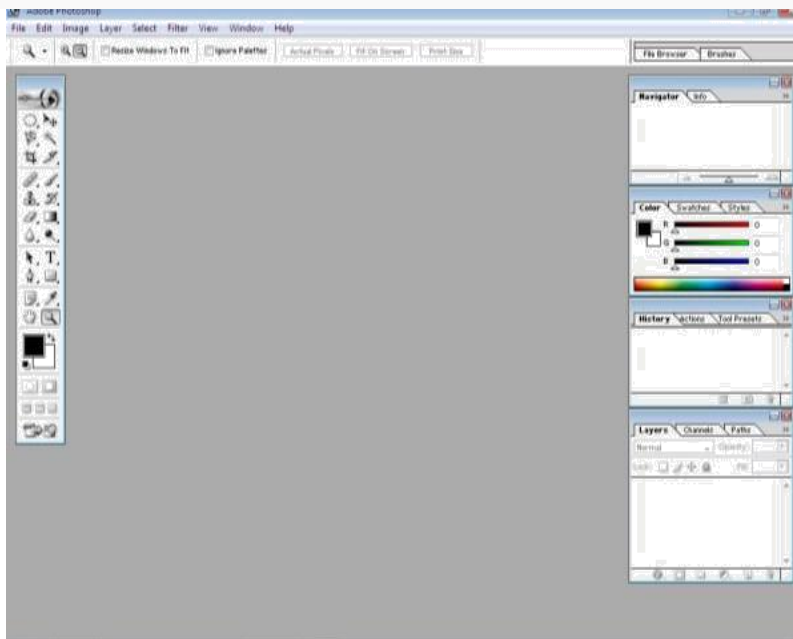 Adobe Photoshop
File Edit Image Layer Select Filter View Window Help
Resize Windows To Fit Ignore Palettes Actual Pixels Fit On Screen Print Size
File Browser Brushes
Navigator Info
Color Swatches Styles
R 0
G 0
B 0
History Actions Tool Presets
T
Layers Channels Paths
Normal Opacity:
Lock: Fill: